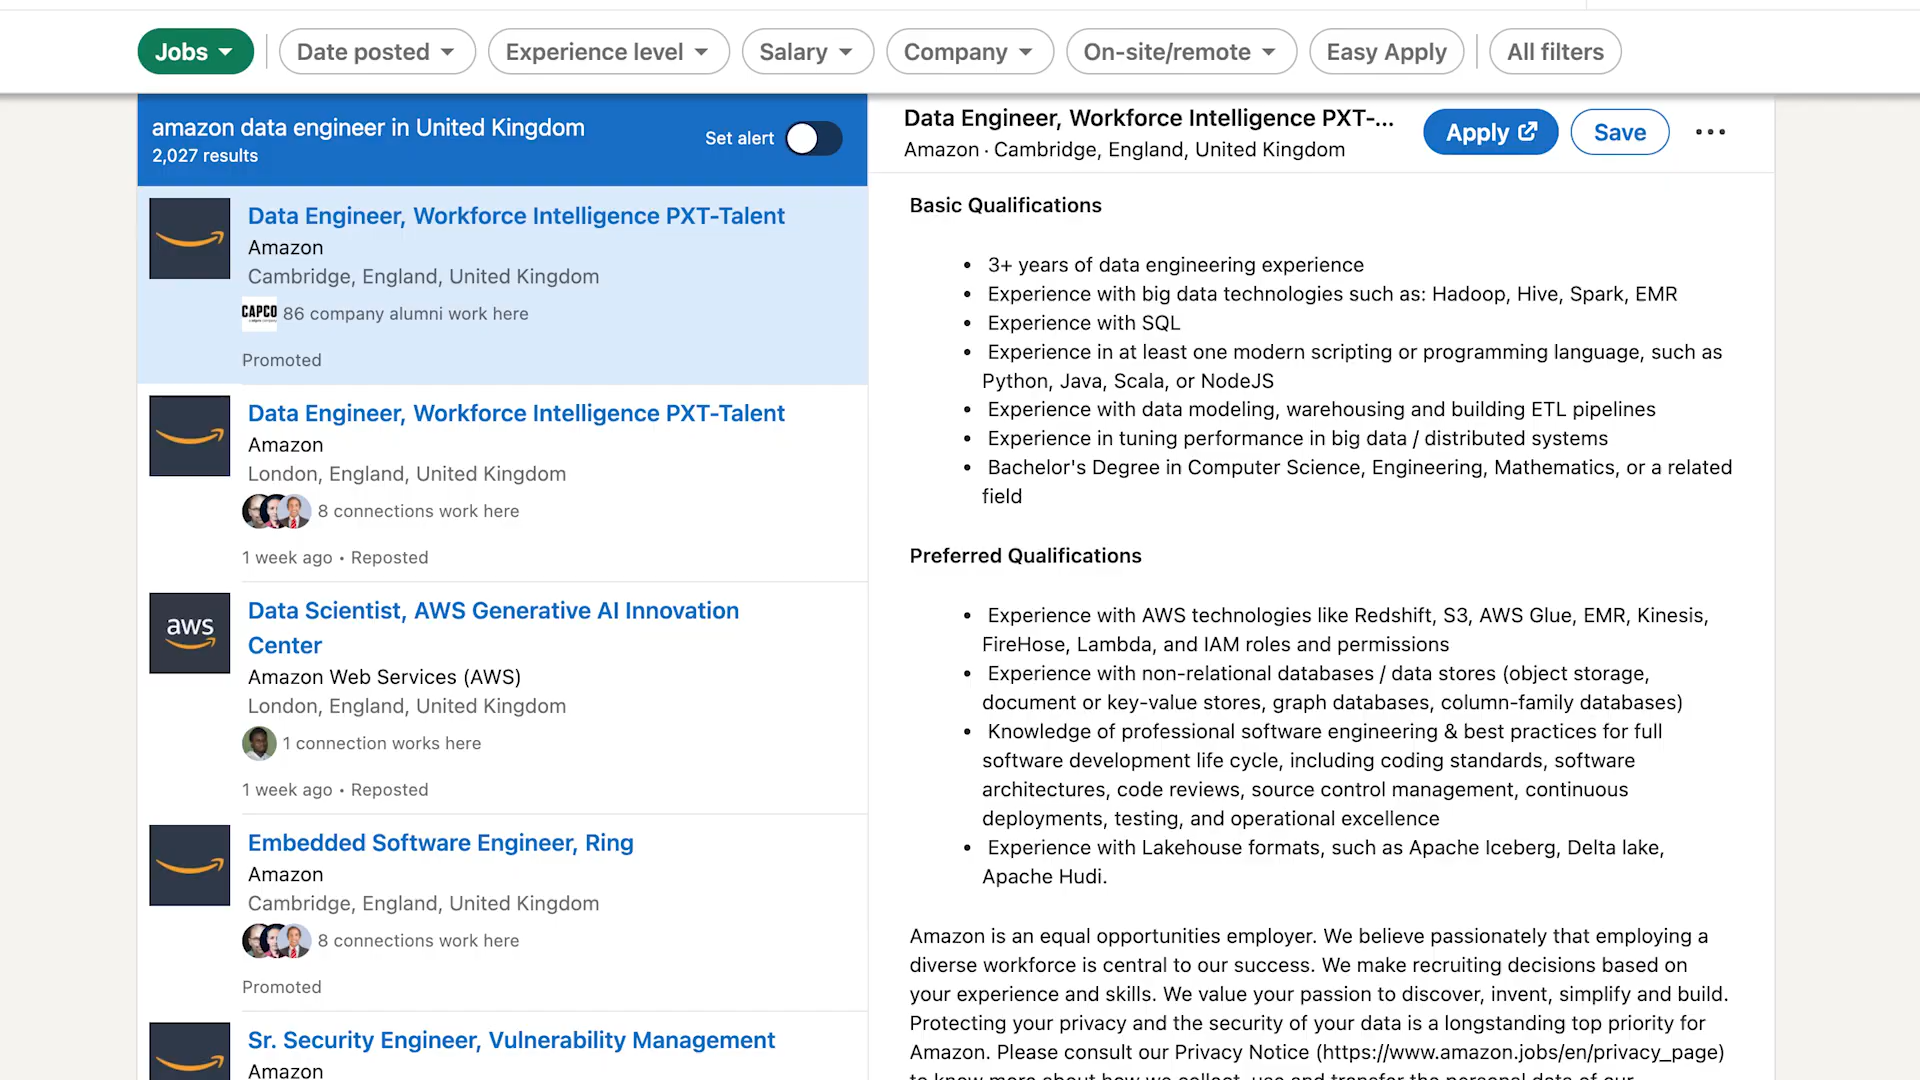 Jobs
Date posted
Experience level
Salary
Company
On-site/remote
Easy Apply
All filters
amazon data engineer in United Kingdom
2,027 results
Set alert
Data Engineer, Workforce Intelligence PXT-Talent
Amazon
Cambridge, England, United Kingdom
CAPCO
86 company alumni work here
Promoted
Data Engineer, Workforce Intelligence PXT-Talent
Amazon
London, England, United Kingdom
8 connections work here
1 week ago • Reposted
aws
Data Scientist, AWS Generative AI Innovation
Center
Amazon Web Services (AWS)
London, England, United Kingdom
1 connection works here
1 week ago • Reposted
Embedded Software Engineer, Ring
Amazon
Cambridge, England, United Kingdom
8 connections work here
Promoted
Sr. Security Engineer, Vulnerability Management
Amazon
Data Engineer, Workforce Intelligence PXT-...
Amazon · Cambridge, England, United Kingdom
Apply
Save
Basic Qualifications
• 3+ years of data engineering experience
• Experience with big data technologies such as: Hadoop, Hive, Spark, EMR
• Experience with SQL
• Experience in at least one modern scripting or programming language, such as
Python, Java, Scala, or NodeJS
• Experience with data modeling, warehousing and building ETL pipelines
• Experience in tuning performance in big data / distributed systems
• Bachelor's Degree in Computer Science, Engineering, Mathematics, or a related
field
Preferred Qualifications
• Experience with AWS technologies like Redshift, S3, AWS Glue, EMR, Kinesis,
FireHose, Lambda, and IAM roles and permissions
• Experience with non-relational databases / data stores (object storage,
document or key-value stores, graph databases, column-family databases)
• Knowledge of professional software engineering & best practices for full
software development life cycle, including coding standards, software
architectures, code reviews, source control management, continuous
deployments, testing, and operational excellence
• Experience with Lakehouse formats, such as Apache Iceberg, Delta lake,
Apache Hudi.
Amazon is an equal opportunities employer. We believe passionately that employing a
diverse workforce is central to our success. We make recruiting decisions based on
your experience and skills. We value your passion to discover, invent, simplify and build.
Protecting your privacy and the security of your data is a longstanding top priority for
Amazon. Please consult our Privacy Notice (https://www.amazon.jobs/en/privacy_page)
to know more about how we collect, use and transfer the personal data of our